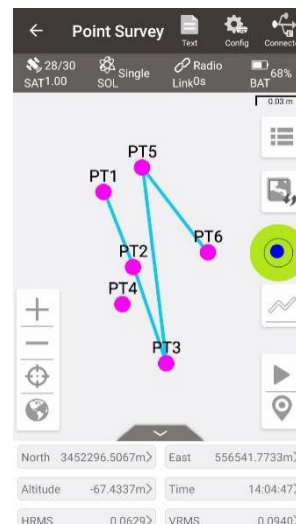 Point Survey
Text Config Connecto
28/30 SAT1.00 Single SOL Radio Link0s 68% BAT
0.03 m
PT5
PT1
PT6
PT2
PT4
PT3
North 3452296.5067m> East 556541.7733m>
Altitude -67.4337m> Time 14:04:47>
HRMS 0.0629> VRMS 0.0940>